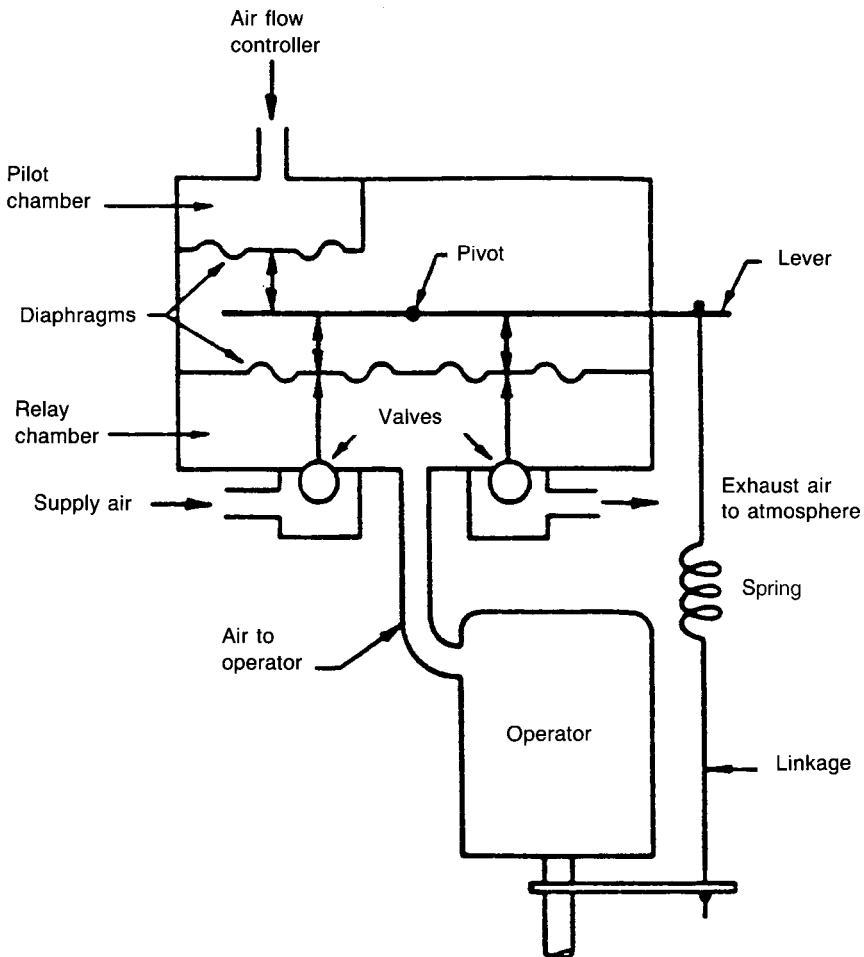 Air flow
controller
Pilot
chamber
Pivot
Lever
Diaphragms
Relay
chamber
Valves
Supply air
Exhaust air
to atmosphere
Spring
Air to
operator
Operator
Linkage